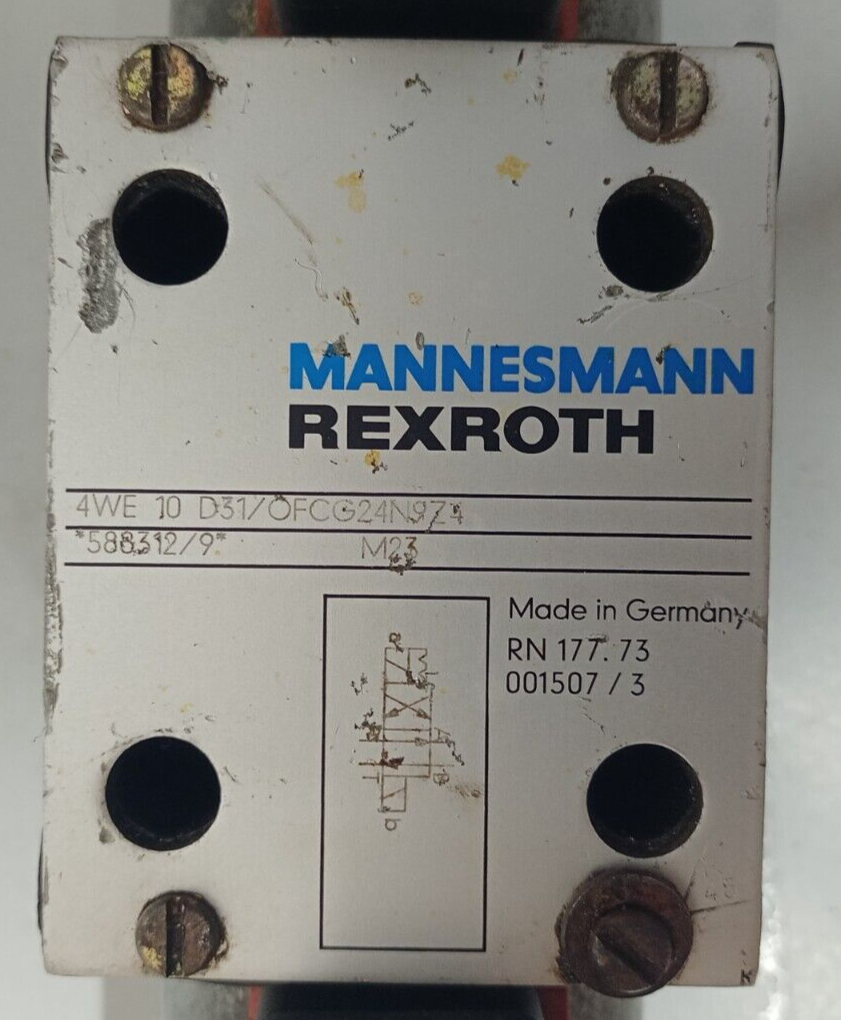 MANNESMANN
REXROTH
4WE 10 D31/OFCG24N9Z4
*588312/9* M23
Made in Germany
RN 177.73
001507 / 3
a
A
T
B
b